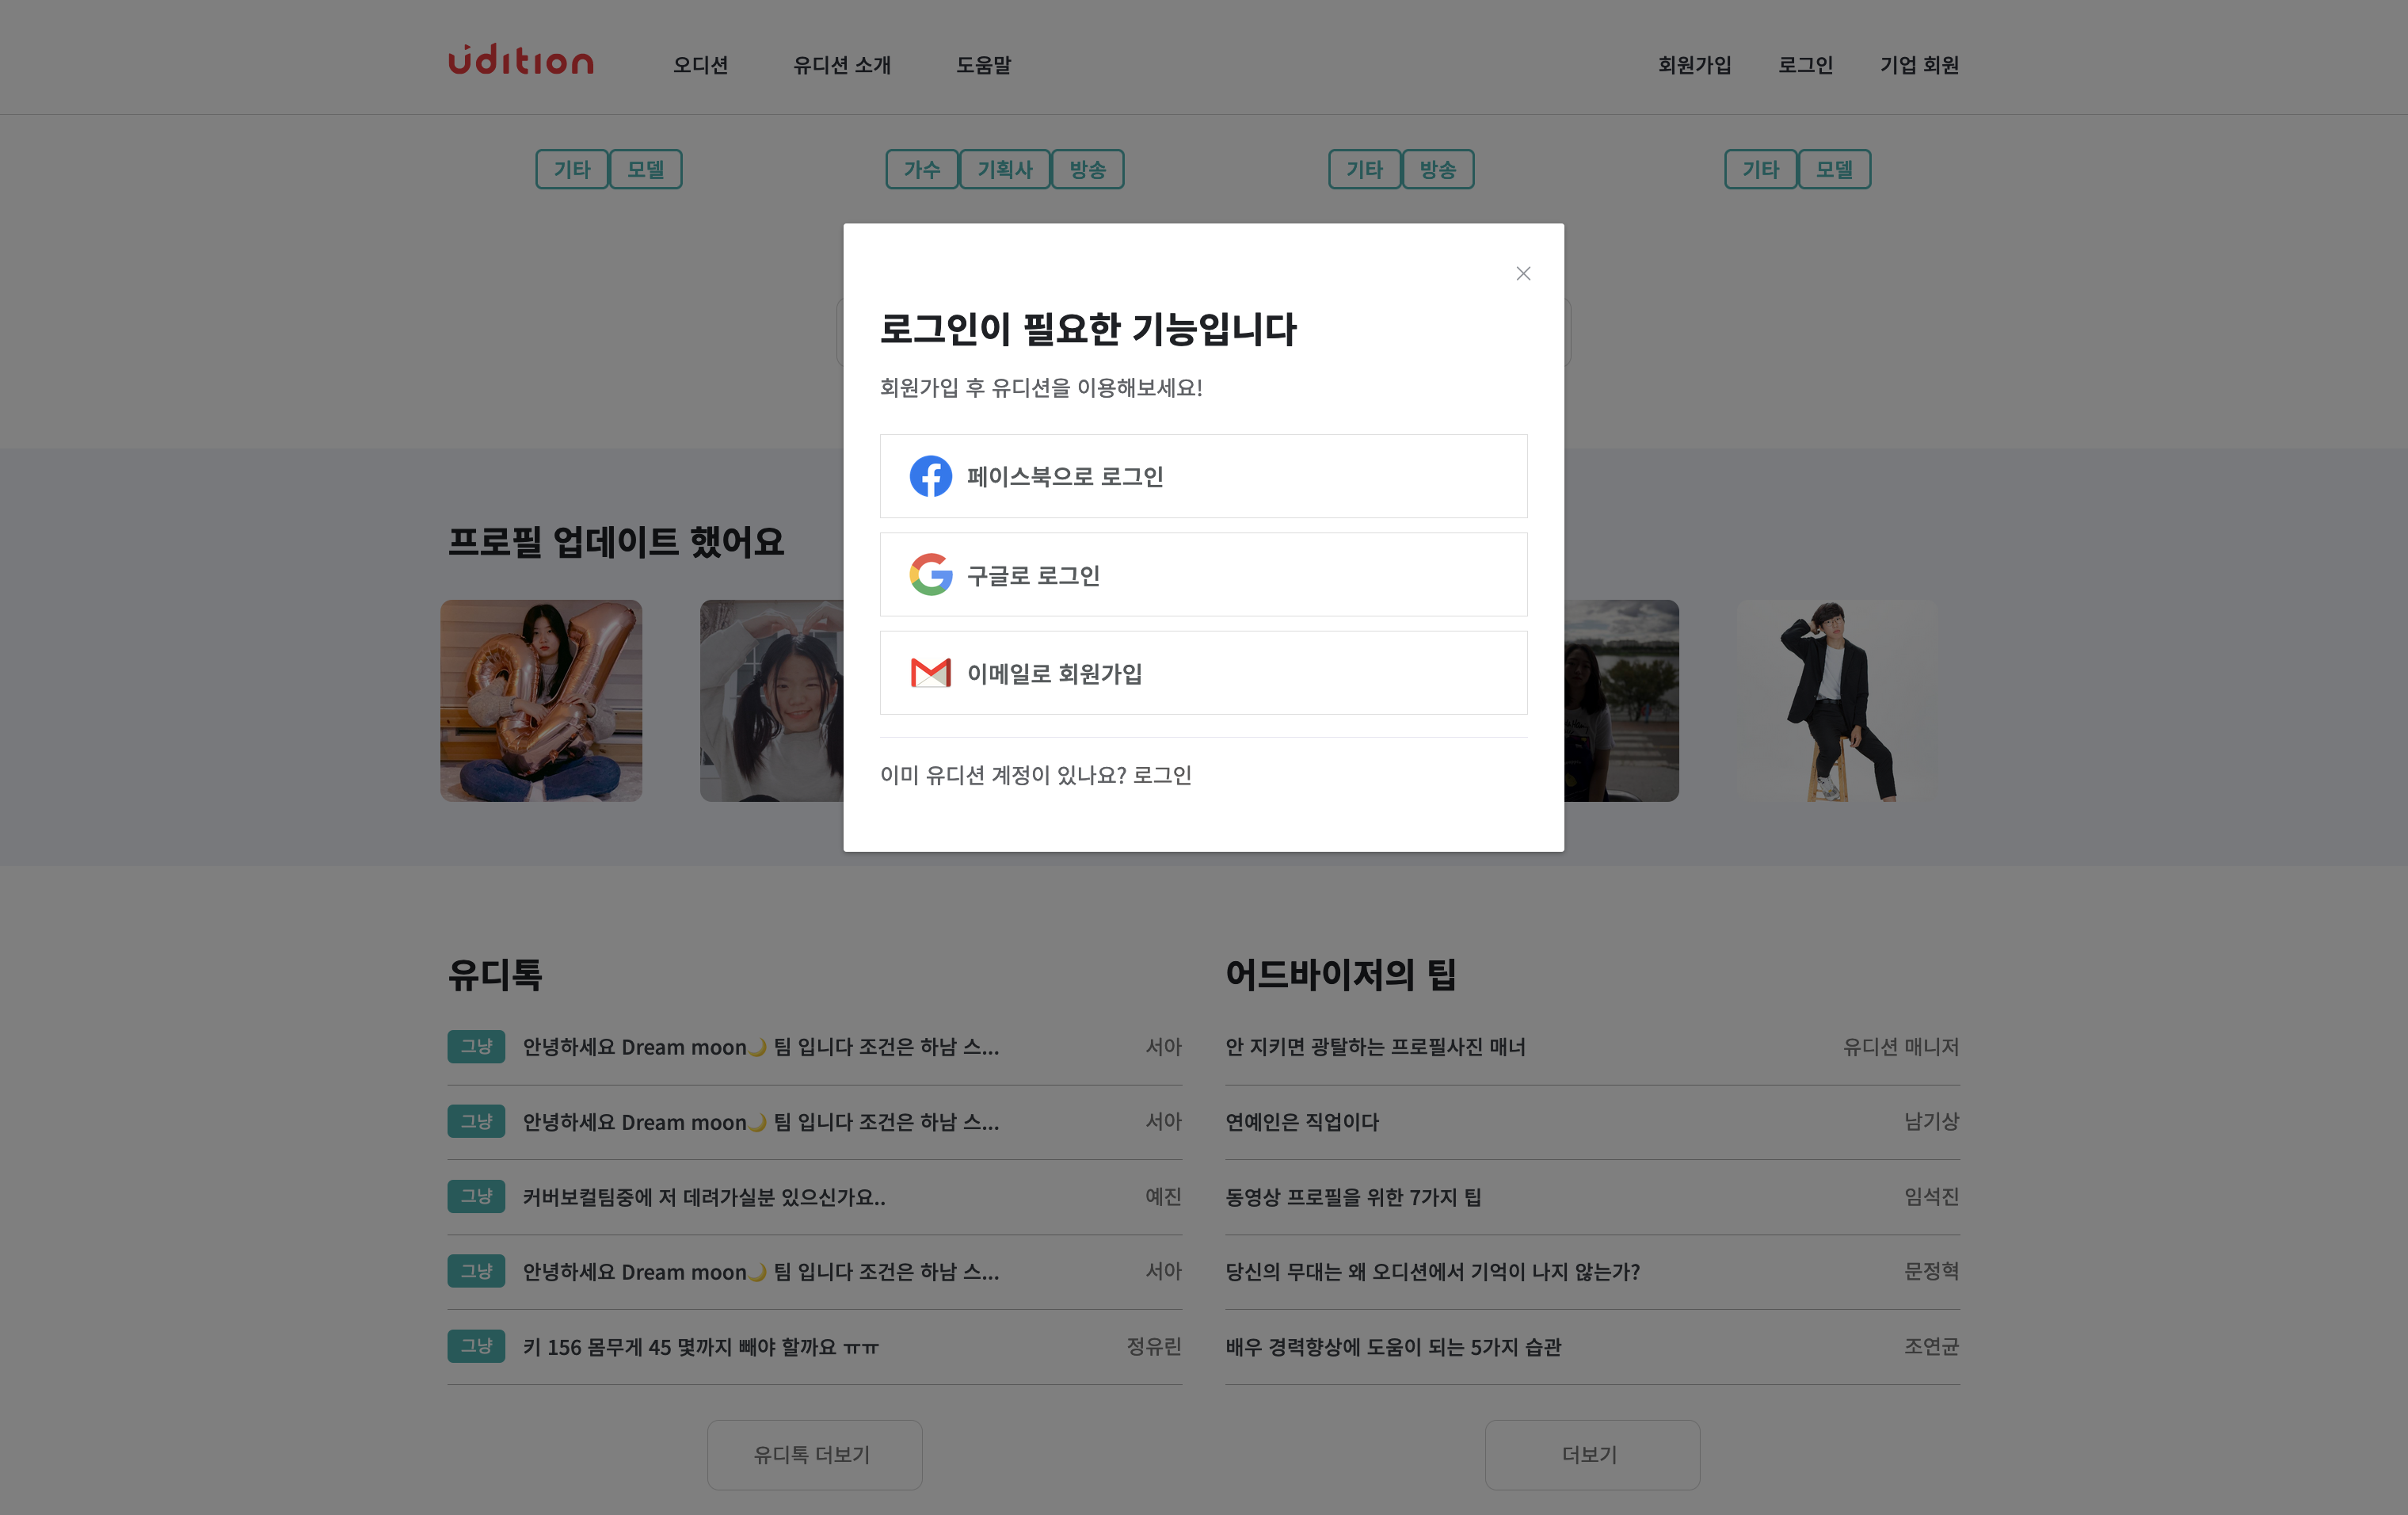 udition
오디션
유디션 소개
도움말
회원가입
로그인
기업 회원
기타 모델
가수 기획사 방송
기타 방송
기타 모델
로그인이 필요한 기능입니다
회원가입 후 유디션을 이용해보세요!
페이스북으로 로그인
구글로 로그인
이메일로 회원가입
이미 유디션 계정이 있나요? 로그인
프로필 업데이트 했어요
유디톡
그냥 안녕하세요 Dream moon🌙 팀 입니다 조건은 하남 스... 서아
그냥 안녕하세요 Dream moon🌙 팀 입니다 조건은 하남 스... 서아
그냥 커버보컬팀중에 저 데려가실분 있으신가요.. 예진
그냥 안녕하세요 Dream moon🌙 팀 입니다 조건은 하남 스... 서아
그냥 키 156 몸무게 45 몇까지 빼야 할까요 ㅠㅠ 정유린
유디톡 더보기
어드바이저의 팁
안 지키면 광탈하는 프로필사진 매너 유디션 매니저
연예인은 직업이다 남기상
동영상 프로필을 위한 7가지 팁 임석진
당신의 무대는 왜 오디션에서 기억이 나지 않는가? 문정혁
배우 경력향상에 도움이 되는 5가지 습관 조연균
더보기